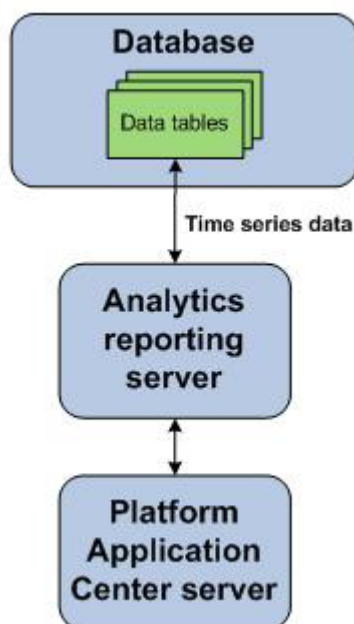 Database
Data tables
Time series data
Analytics
reporting
server
Platform
Application
Center server